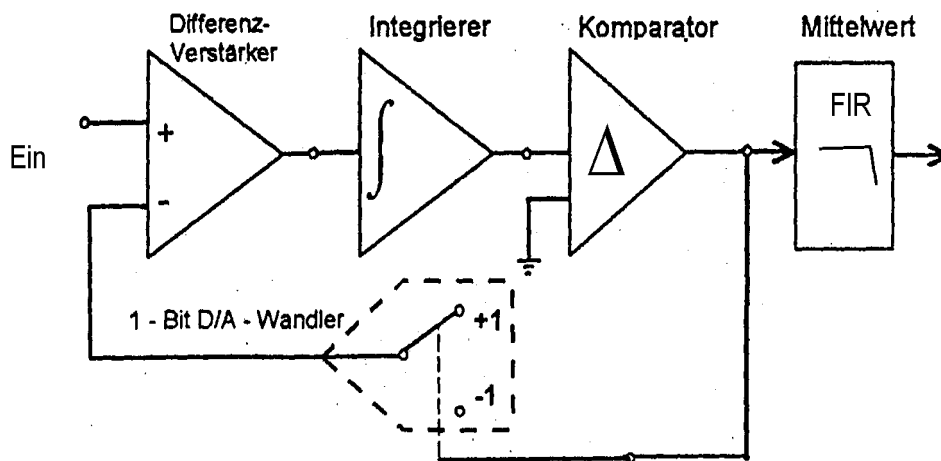 Differenz-
Verstärker
Integrierer
Komparator
Mittelwert
FIR
Ein
+
-
∫
Δ
1 - Bit D/A - Wandler
+1
-1